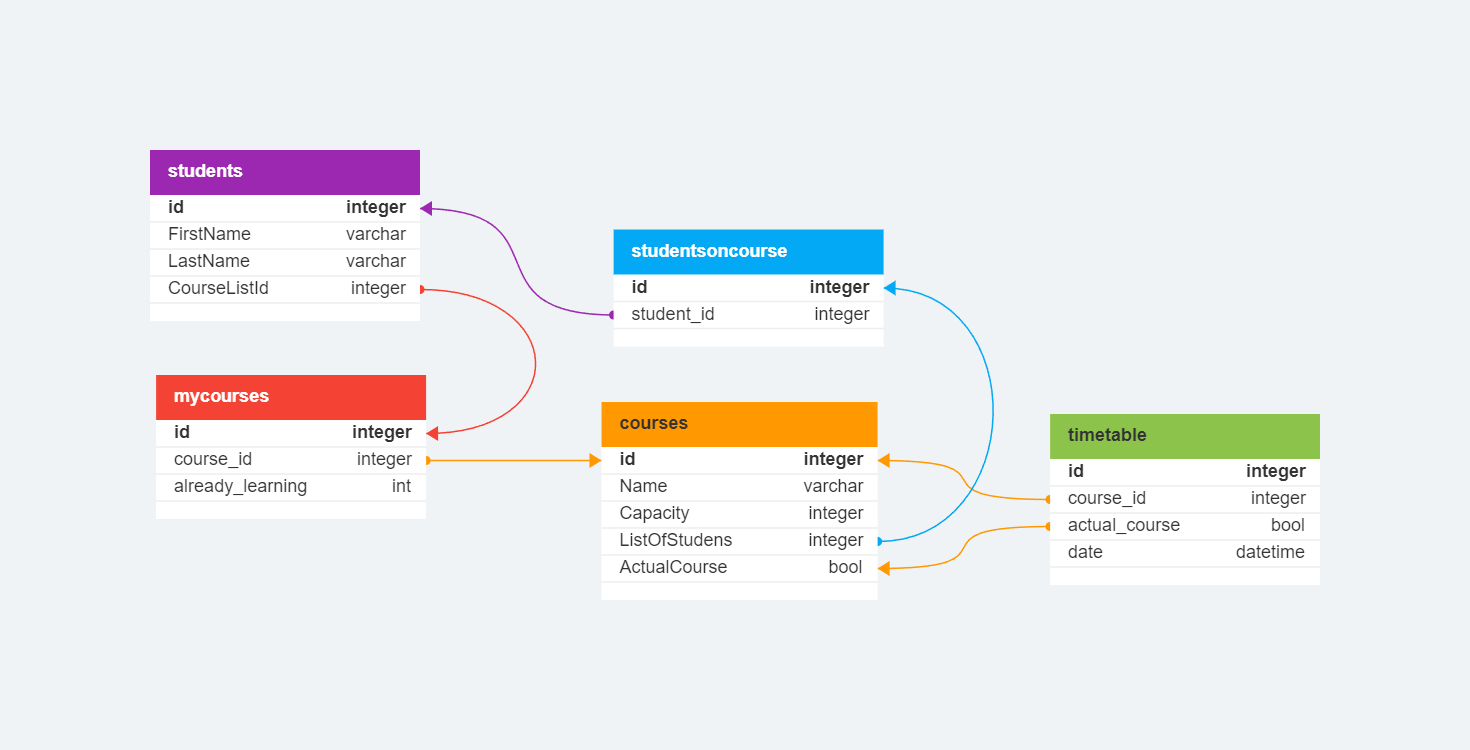 students
id integer
FirstName varchar
LastName varchar
CourseListId integer
mycourses
id integer
course_id integer
already_learning int
studentsoncourse
id integer
student_id integer
courses
id integer
Name varchar
Capacity integer
ListOfStudens integer
ActualCourse bool
timetable
id integer
course_id integer
actual_course bool
date datetime